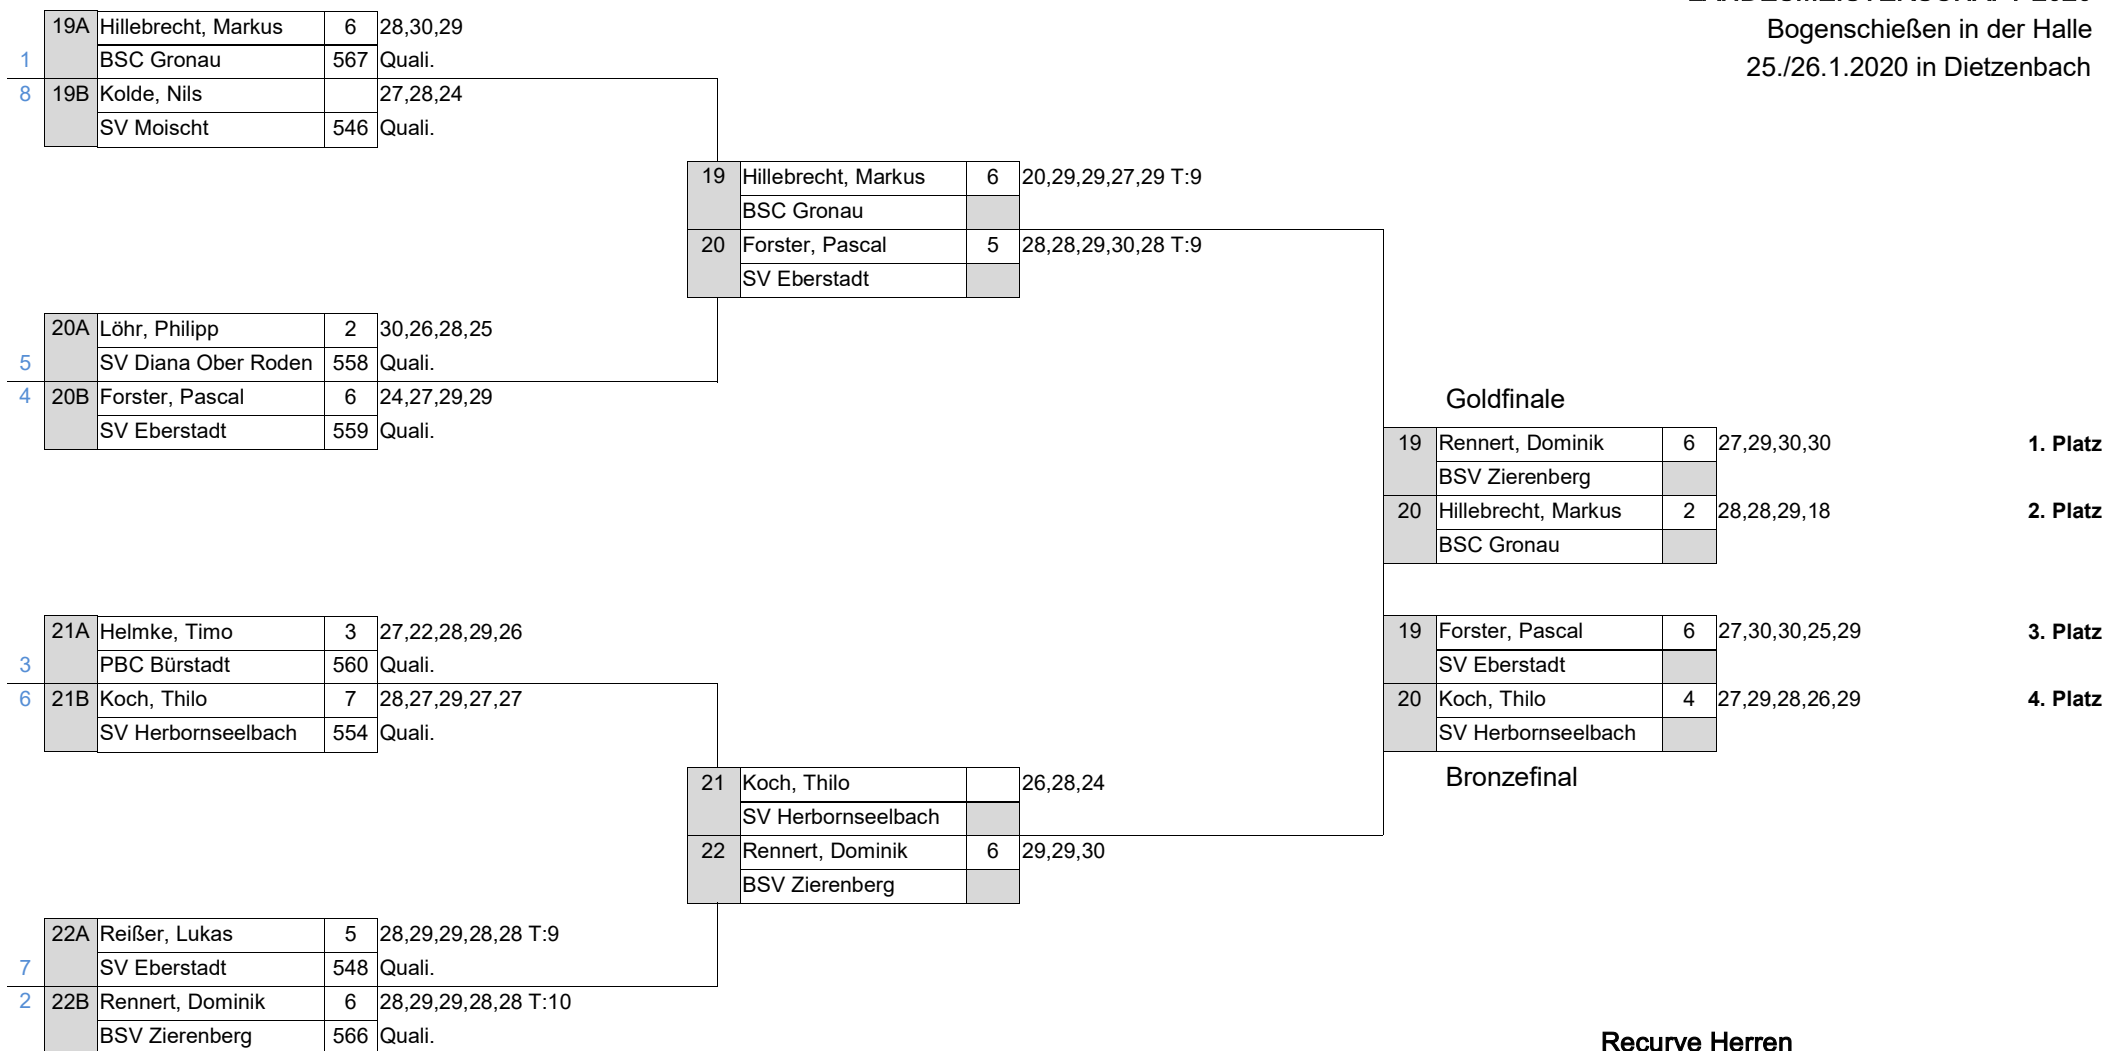 Bogenschießen in der Halle
25./26.1.2020 in Dietzenbach
19A Hillebrecht, Markus 6 28,30,29
1 BSC Gronau 567 Quali.
8 19B Kolde, Nils 27,28,24
SV Moischt 546 Quali.
19 Hillebrecht, Markus 6 20,29,29,27,29 T:9
BSC Gronau
20 Forster, Pascal 5 28,28,29,30,28 T:9
SV Eberstadt
20A Löhr, Philipp 2 30,26,28,25
5 SV Diana Ober Roden 558 Quali.
4 20B Forster, Pascal 6 24,27,29,29
SV Eberstadt 559 Quali.
Goldfinale
19 Rennert, Dominik 6 27,29,30,30 1. Platz
BSV Zierenberg
20 Hillebrecht, Markus 2 28,28,29,18 2. Platz
BSC Gronau
21A Helmke, Timo 3 27,22,28,29,26
3 PBC Bürstadt 560 Quali.
6 21B Koch, Thilo 7 28,27,29,27,27
SV Herbornseelbach 554 Quali.
19 Forster, Pascal 6 27,30,30,25,29 3. Platz
SV Eberstadt
20 Koch, Thilo 4 27,29,28,26,29 4. Platz
SV Herbornseelbach
Bronzefinal
21 Koch, Thilo 26,28,24
SV Herbornseelbach
22 Rennert, Dominik 6 29,29,30
BSV Zierenberg
22A Reißer, Lukas 5 28,29,29,28,28 T:9
7 SV Eberstadt 548 Quali.
2 22B Rennert, Dominik 6 28,29,29,28,28 T:10
BSV Zierenberg 566 Quali.
Recurve Herren